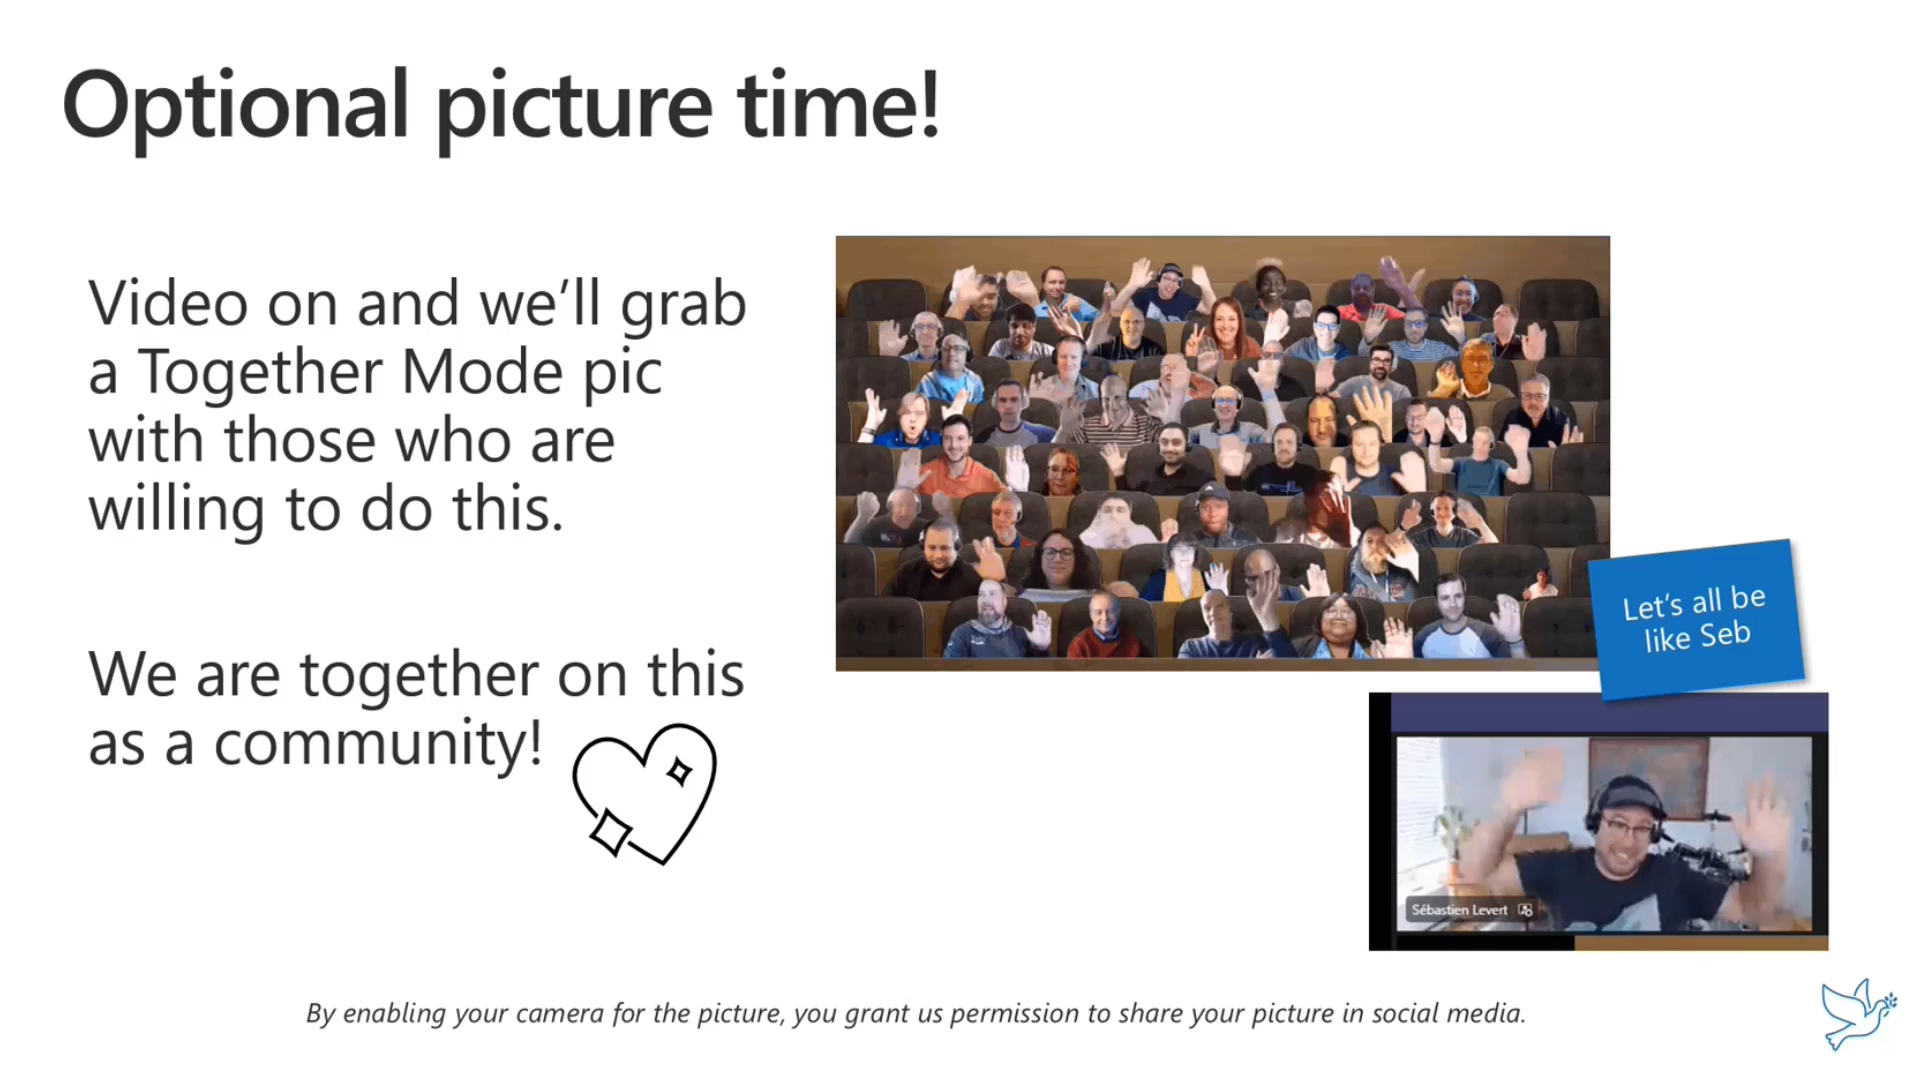 Optional picture time!
Video on and we’ll grab
a Together Mode pic
with those who are
willing to do this.
We are together on this
as a community!
Let’s all be
like Seb
Sébastien Levert
By enabling your camera for the picture, you grant us permission to share your picture in social media.